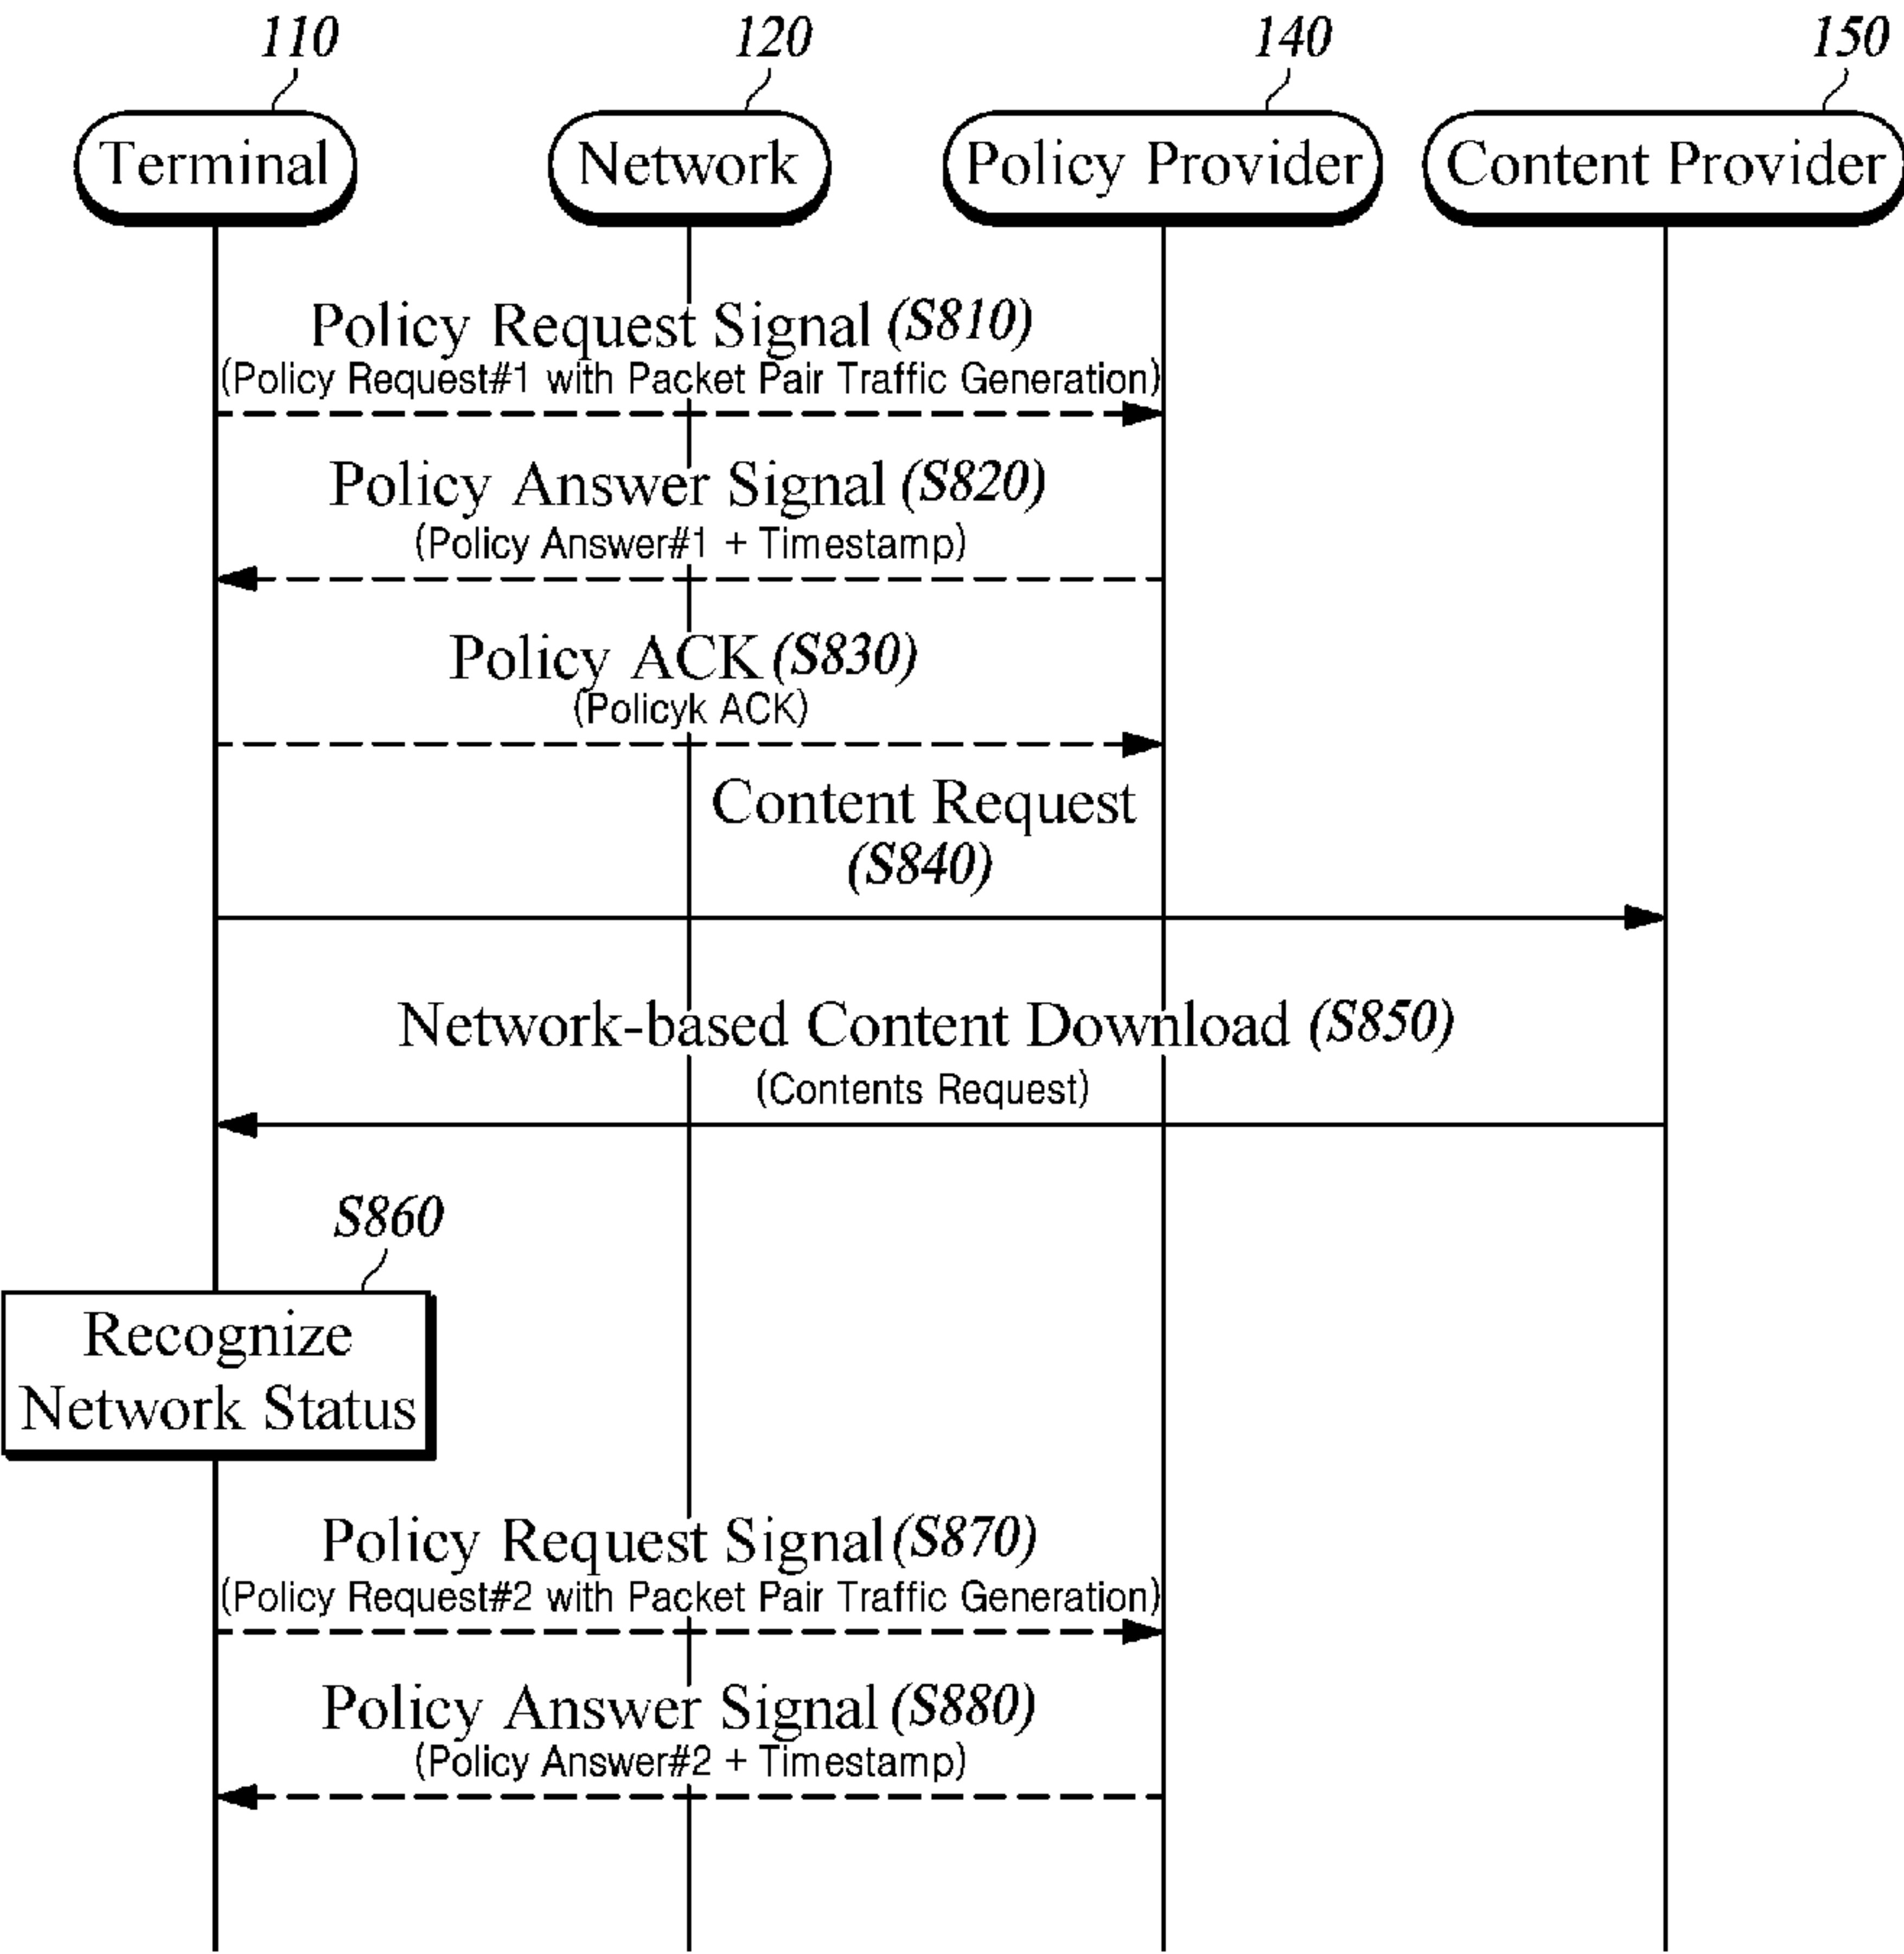 110 120 140 150
Terminal Network Policy Provider Content Provider
Policy Request Signal (S810)
(Policy Request#1 with Packet Pair Traffic Generation)
Policy Answer Signal (S820)
(Policy Answer#1 + Timestamp)
Policy ACK (S830)
(Policyk ACK)
Content Request
(S840)
Network-based Content Download (S850)
(Contents Request)
S860
Recognize
Network Status
Policy Request Signal (S870)
(Policy Request#2 with Packet Pair Traffic Generation)
Policy Answer Signal (S880)
(Policy Answer#2 + Timestamp)